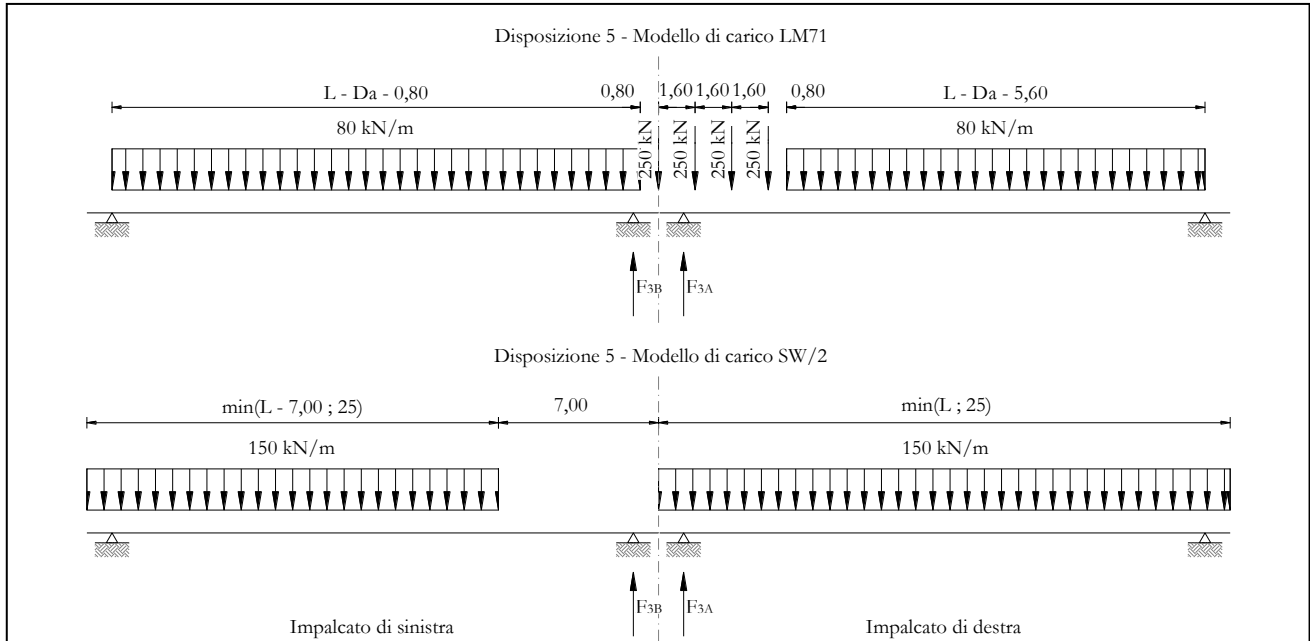 Disposizione 5 - Modello di carico LM71
L - Da - 0,80
0,80
1,60
1,60
1,60
0,80
L - Da - 5,60
80 kN/m
250 kN
250 kN
250 kN
250 kN
80 kN/m
F3B
F3A
Disposizione 5 - Modello di carico SW/2
min(L - 7,00 ; 25)
7,00
min(L ; 25)
150 kN/m
150 kN/m
F3B
F3A
Impalcato di sinistra
Impalcato di destra